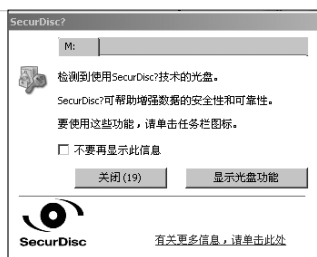 SecurDisc?
M:
检测到使用SecurDisc?技术的光盘。
SecurDisc?可帮助增强数据的安全性和可靠性。
要使用这些功能，请单击任务栏图标。
不要再显示此信息
关闭(19)
显示光盘功能
SecurDisc
有关更多信息，请单击此处